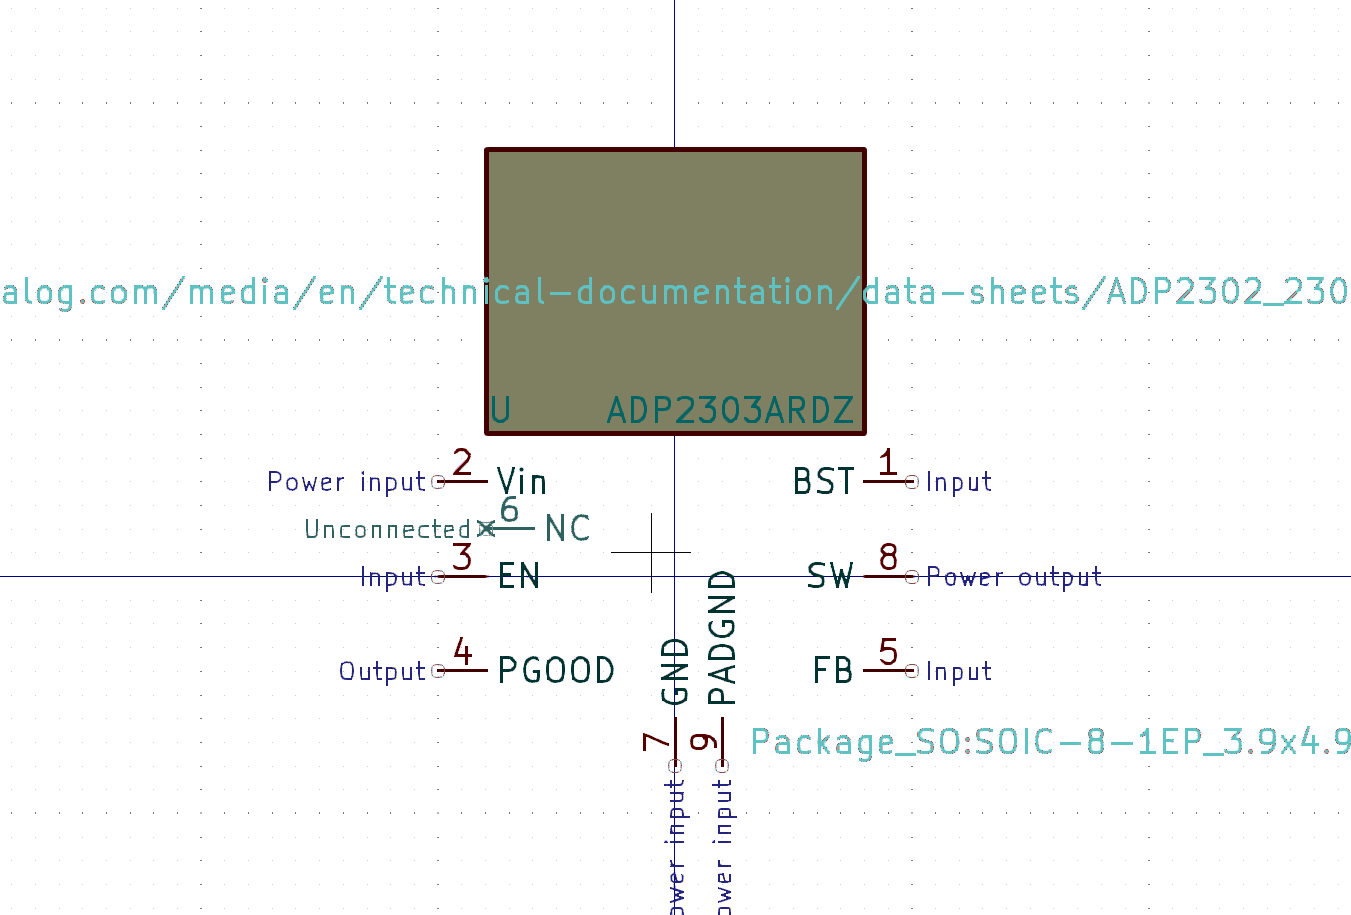 alog.com/media/en/technical-documentation/data-sheets/ADP2302_230
U ADP2303ARDZ
Power input 2 Vin
BST 1 Input
Unconnected 6 NC
Input 3 EN
SW 8 Power output
Output 4 PGOOD
FB 5 Input
GND 7 ower input
PADGND 9 ower input
Package_SO:SOIC-8-1EP_3.9x4.9